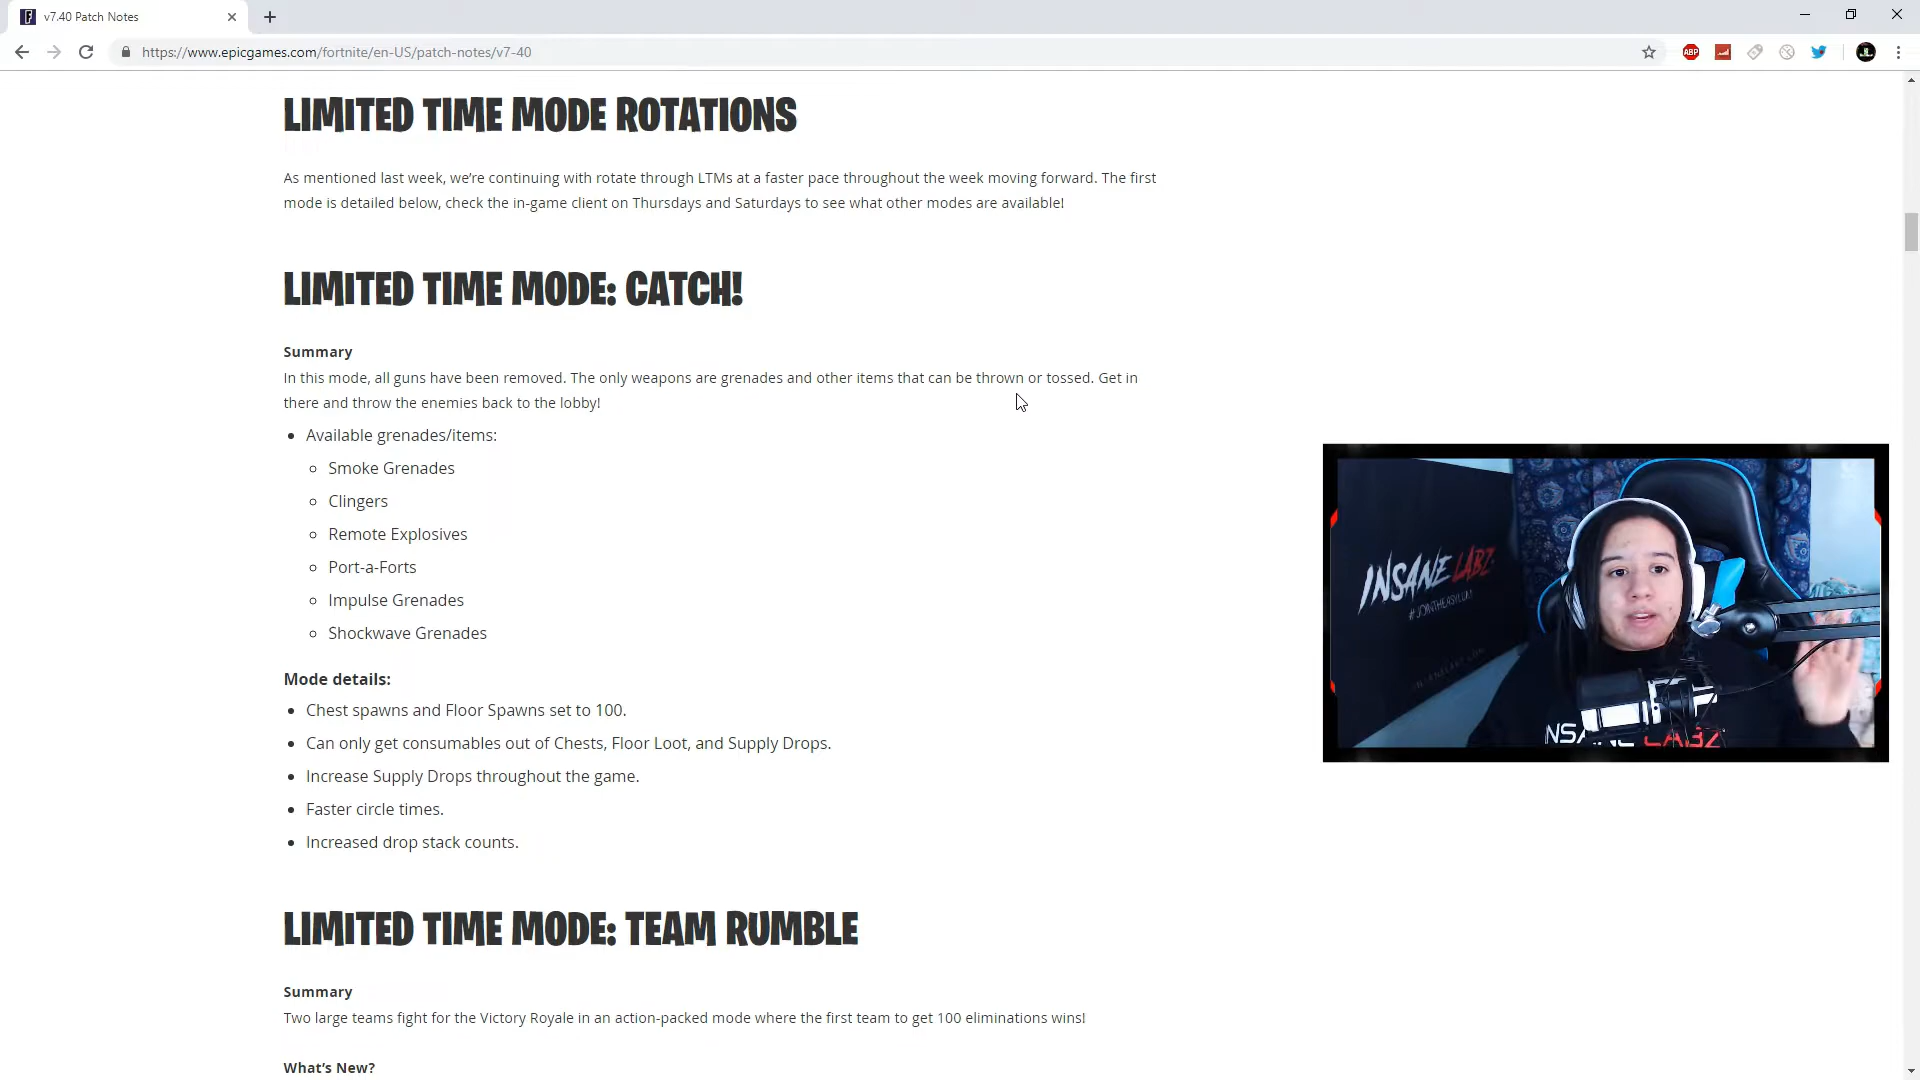 v7.40 Patch Notes
https://www.epicgames.com/fortnite/en-US/patch-notes/v7-40
ABP
LIMITED TIME MODE ROTATIONS
As mentioned last week, we’re continuing with rotate through LTMs at a faster pace throughout the week moving forward. The first
mode is detailed below, check the in-game client on Thursdays and Saturdays to see what other modes are available!
LIMITED TIME MODE: CATCH!
Summary
In this mode, all guns have been removed. The only weapons are grenades and other items that can be thrown or tossed. Get in
there and throw the enemies back to the lobby!
Available grenades/items:
Smoke Grenades
Clingers
Remote Explosives
Port-a-Forts
Impulse Grenades
Shockwave Grenades
Mode details:
Chest spawns and Floor Spawns set to 100.
Can only get consumables out of Chests, Floor Loot, and Supply Drops.
Increase Supply Drops throughout the game.
Faster circle times.
Increased drop stack counts.
INSANE LABZ
#JOINTHEASYLUM
LIMITED TIME MODE: TEAM RUMBLE
Summary
Two large teams fight for the Victory Royale in an action-packed mode where the first team to get 100 eliminations wins!
What’s New?